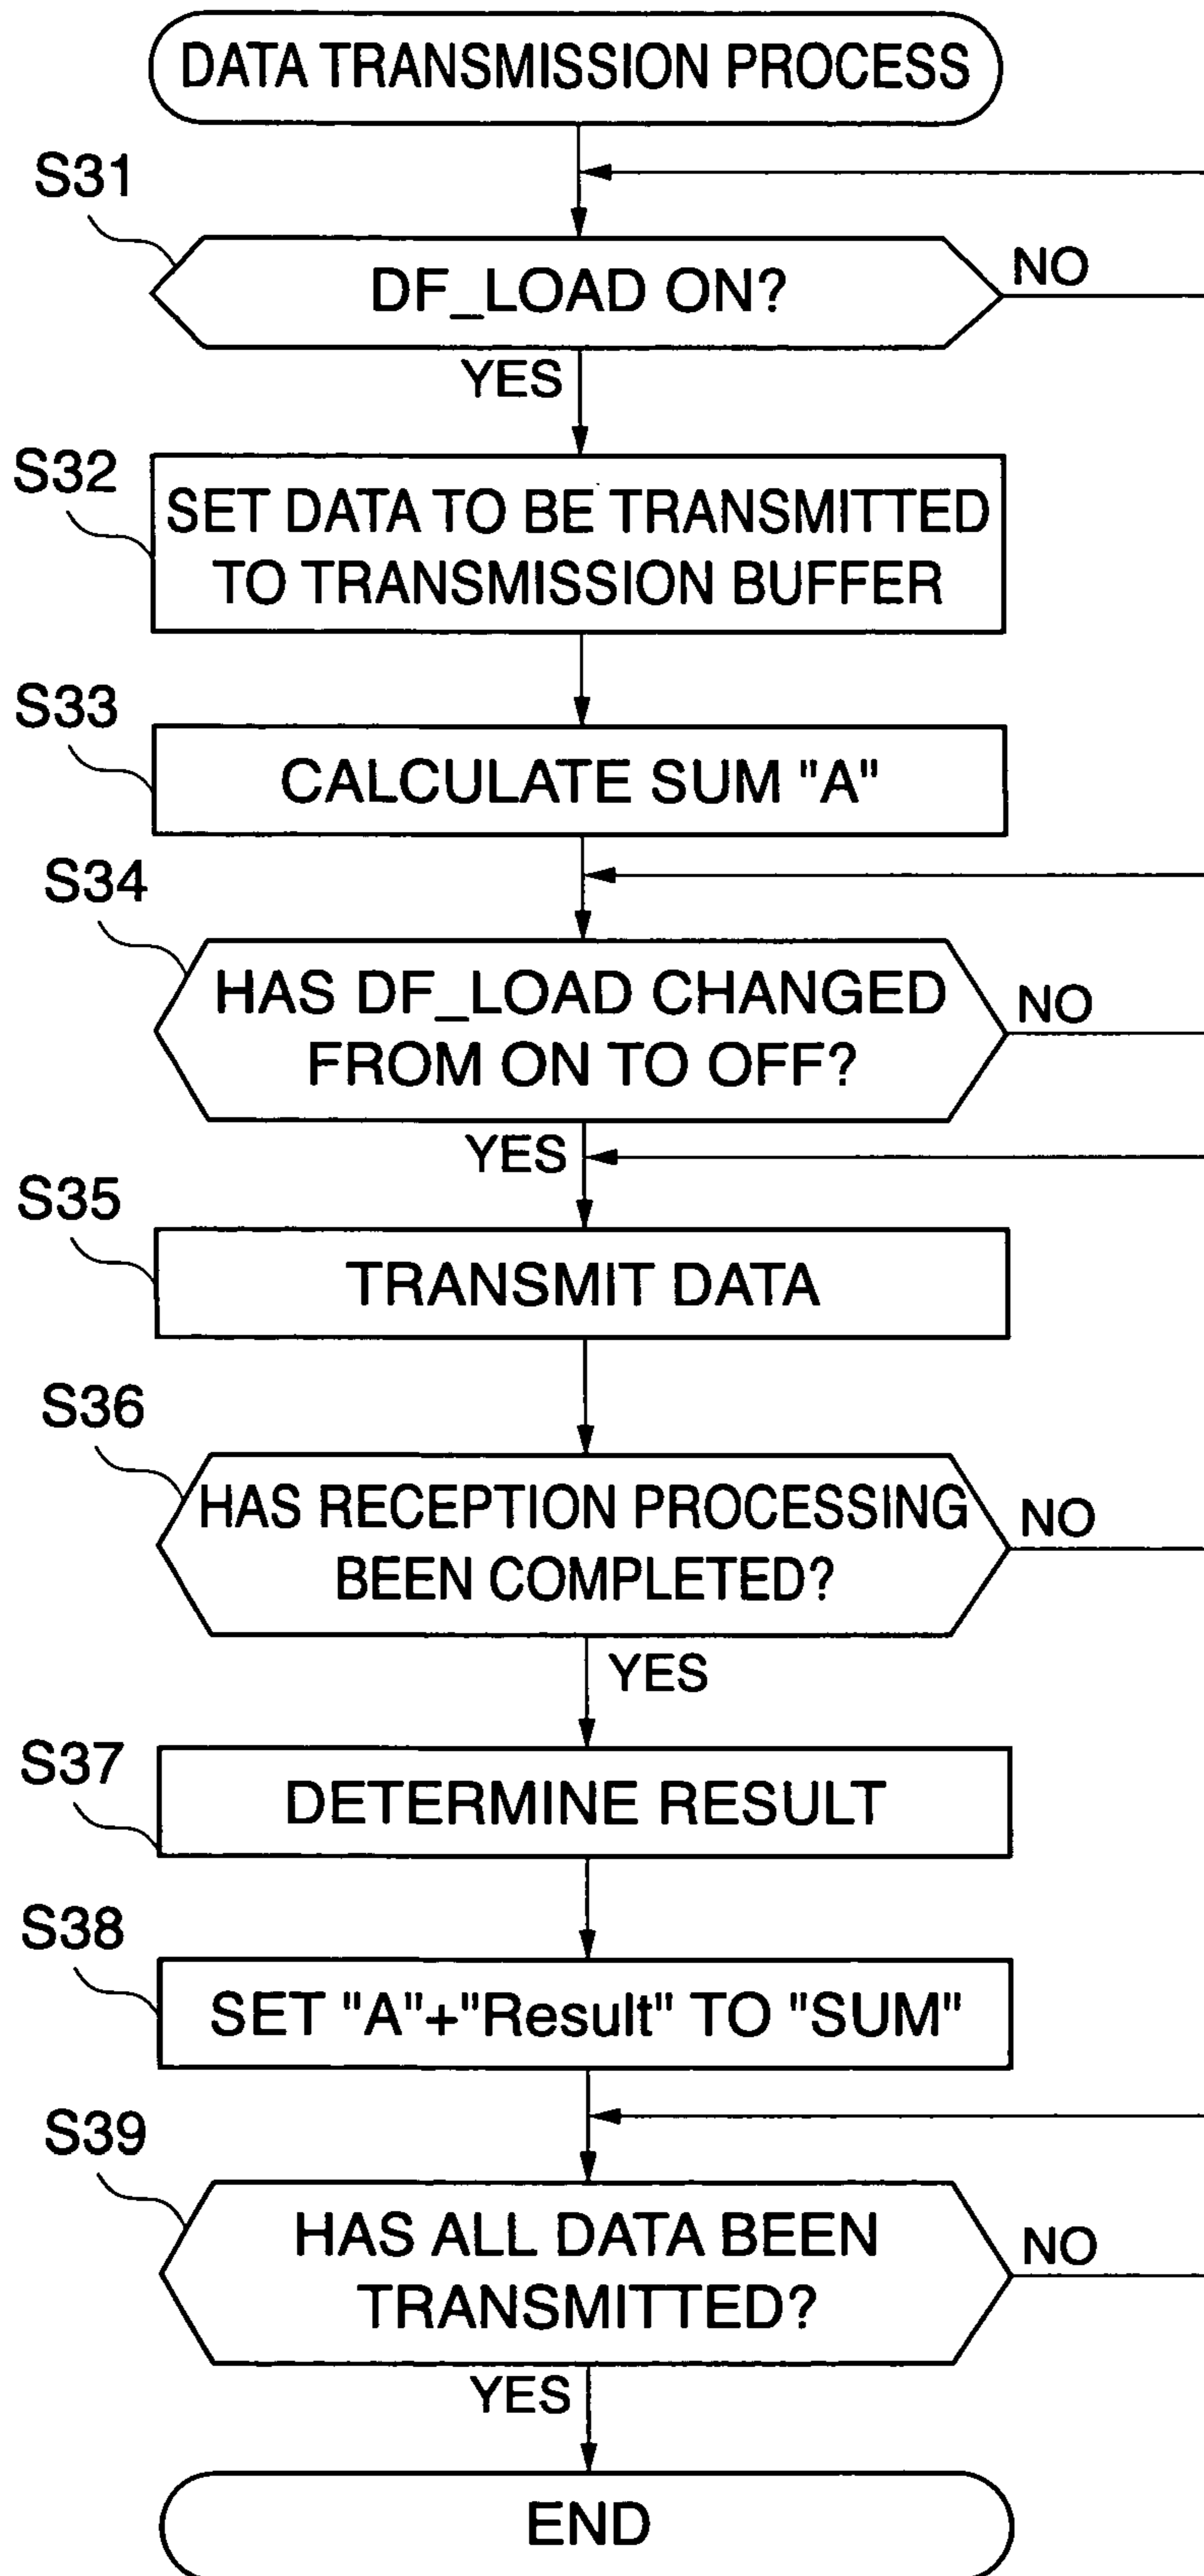 DATA TRANSMISSION PROCESS
S31
DF_LOAD ON?
NO
YES
S32
SET DATA TO BE TRANSMITTED
TO TRANSMISSION BUFFER
S33
CALCULATE SUM "A"
S34
HAS DF_LOAD CHANGED
FROM ON TO OFF?
NO
YES
S35
TRANSMIT DATA
S36
HAS RECEPTION PROCESSING
BEEN COMPLETED?
NO
YES
S37
DETERMINE RESULT
S38
SET "A"+"Result" TO "SUM"
S39
HAS ALL DATA BEEN
TRANSMITTED?
NO
YES
END